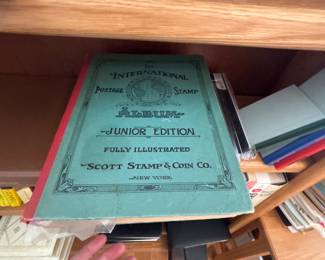 The
International
Postage Stamp
Album
Junior Edition
Fully Illustrated
Scott Stamp & Coin Co.
New York.